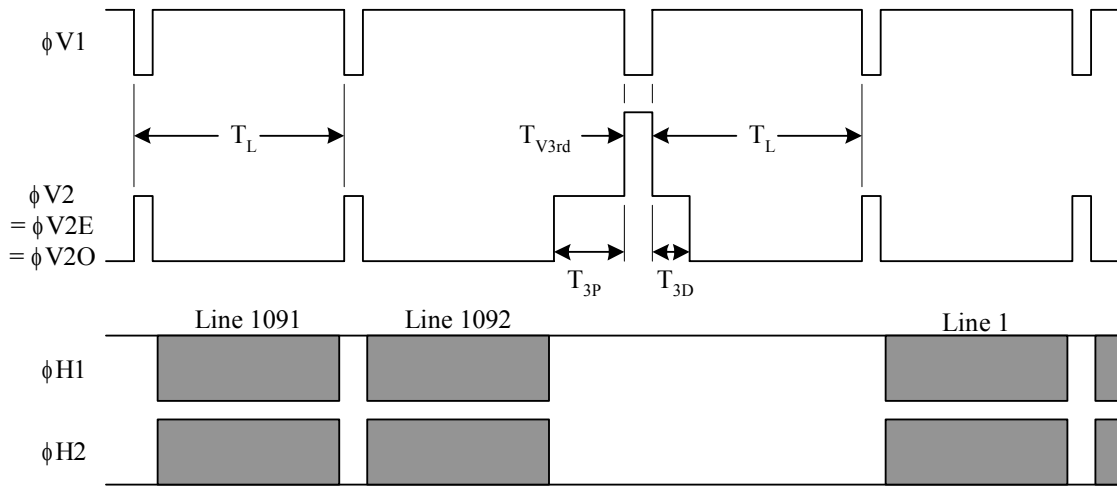 ϕV1
T_L
T_V3rd
T_L
ϕV2
= ϕV2E
= ϕV2O
T_3P
T_3D
Line 1091
Line 1092
Line 1
ϕH1
ϕH2